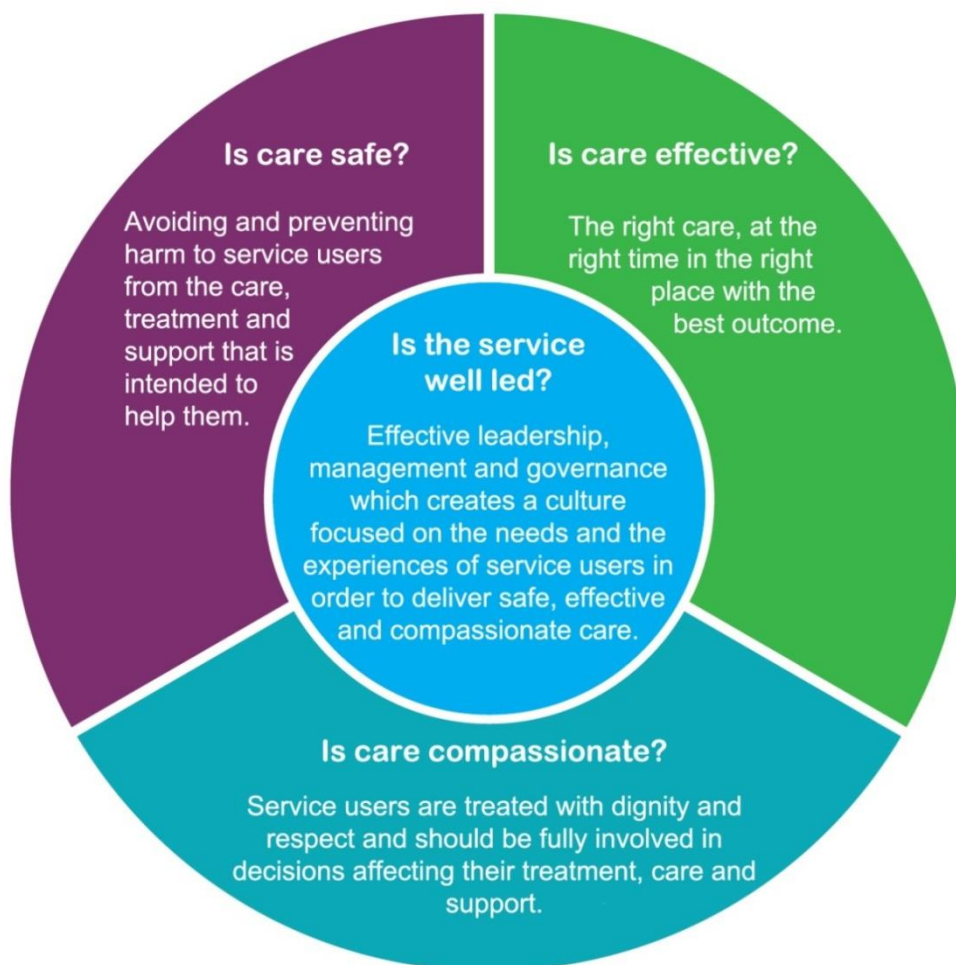 Is care safe?
Avoiding and preventing
harm to service users
from the care,
treatment and
support that is
intended to
help them.
Is care effective?
The right care, at the
right time in the right
place with the
best outcome.
Is the service
well led?
Effective leadership,
management and governance
which creates a culture
focused on the needs and the
experiences of service users in
order to deliver safe, effective
and compassionate care.
Is care compassionate?
Service users are treated with dignity and
respect and should be fully involved in
decisions affecting their treatment, care and
support.